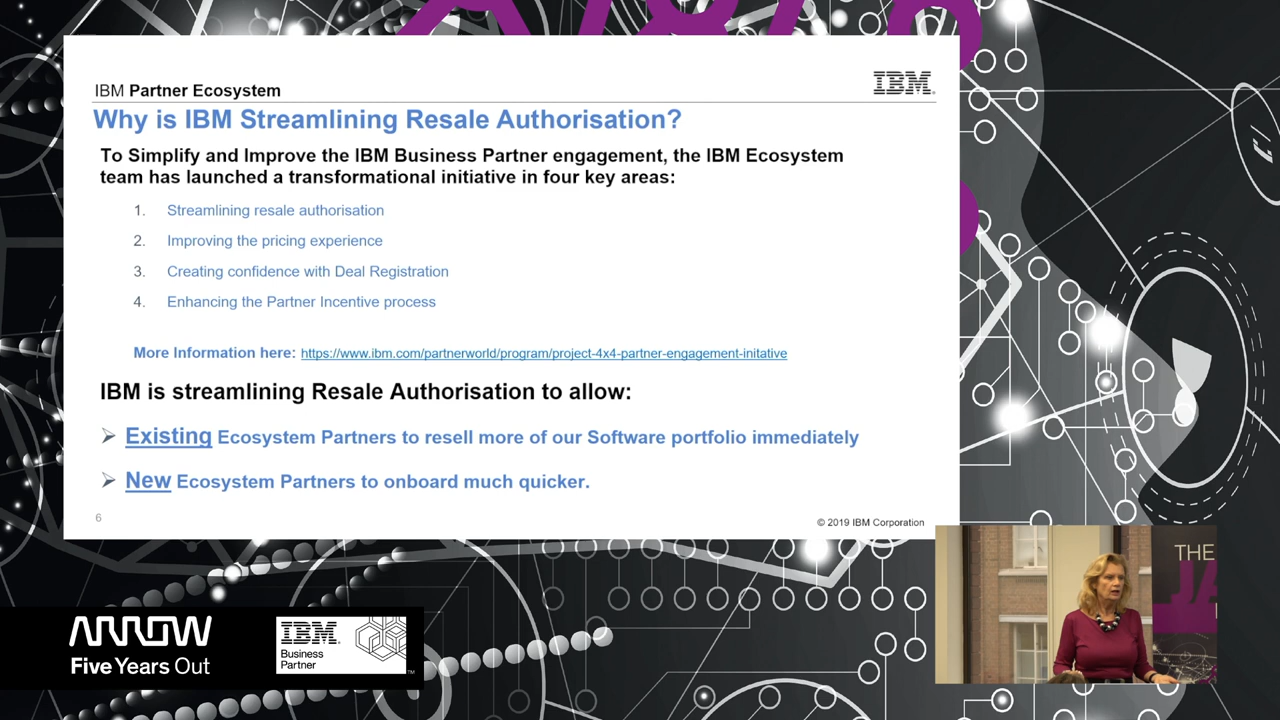 IBM Partner Ecosystem
IBM
Why is IBM Streamlining Resale Authorisation?
To Simplify and Improve the IBM Business Partner engagement, the IBM Ecosystem
team has launched a transformational initiative in four key areas:
1. Streamlining resale authorisation
2. Improving the pricing experience
3. Creating confidence with Deal Registration
4. Enhancing the Partner Incentive process
More Information here: https://www.ibm.com/partnerworld/program/project-4x4-partner-engagement-initative
IBM is streamlining Resale Authorisation to allow:
➢ Existing Ecosystem Partners to resell more of our Software portfolio immediately
➢ New Ecosystem Partners to onboard much quicker.
6
© 2019 IBM Corporation
THE
ARROW
Five Years Out
IBM
Business
Partner
TM